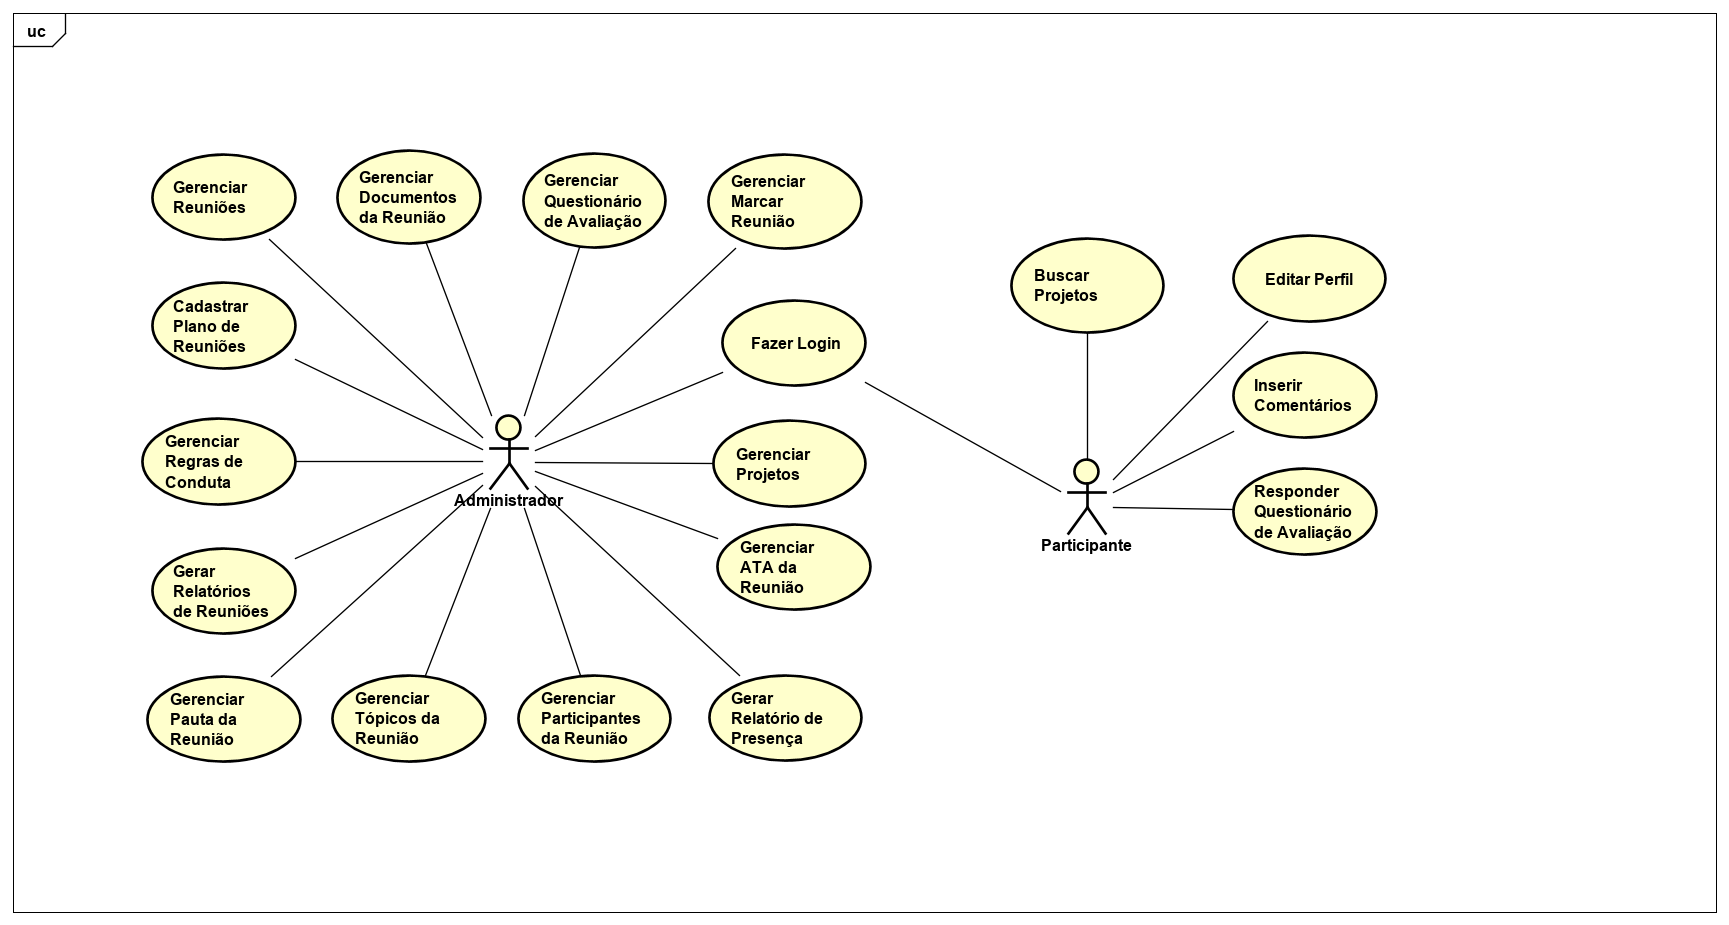 uc
Gerenciar
Reuniões
Gerenciar
Documentos
da Reunião
Gerenciar
Questionário
de Avaliação
Gerenciar
Marcar
Reunião
Cadastrar
Plano de
Reuniões
Fazer Login
Buscar
Projetos
Editar Perfil
Inserir
Comentários
Gerenciar
Regras de
Conduta
Administrador
Gerenciar
Projetos
Participante
Responder
Questionário
de Avaliação
Gerar
Relatórios
de Reuniões
Gerenciar
ATA da
Reunião
Gerenciar
Pauta da
Reunião
Gerenciar
Tópicos da
Reunião
Gerenciar
Participantes
da Reunião
Gerar
Relatório de
Presença